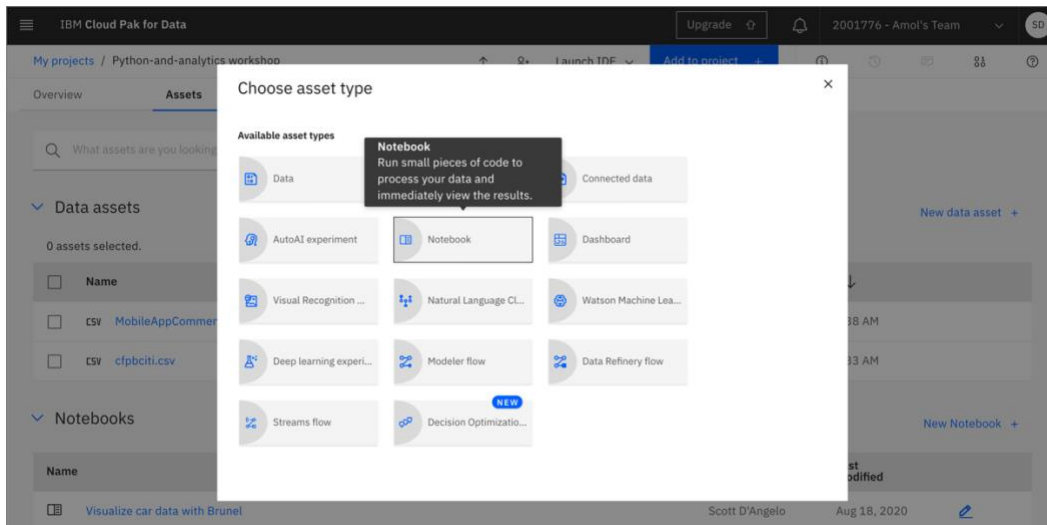 IBM Cloud Pak for Data
Upgrade
2001776 - Amol's Team
SD
My projects / Python-and-analytics workshop
Launch IDE
Add to project +
Overview
Assets
Choose asset type
What assets are you looking
Available asset types
Notebook
Run small pieces of code to
process your data and
immediately view the results.
Data
Connected data
Data assets
New data asset +
0 assets selected.
AutoAI experiment
Notebook
Dashboard
Name
Visual Recognition ...
Natural Language Cl...
Watson Machine Lea...
CSV MobileAppCommer
38 AM
CSV cfpbciti.csv
33 AM
Deep learning experi...
Modeler flow
Data Refinery flow
NEW
Streams flow
Decision Optimizatio...
Notebooks
New Notebook +
Name
st
odified
Visualize car data with Brunel
Scott D'Angelo
Aug 18, 2020